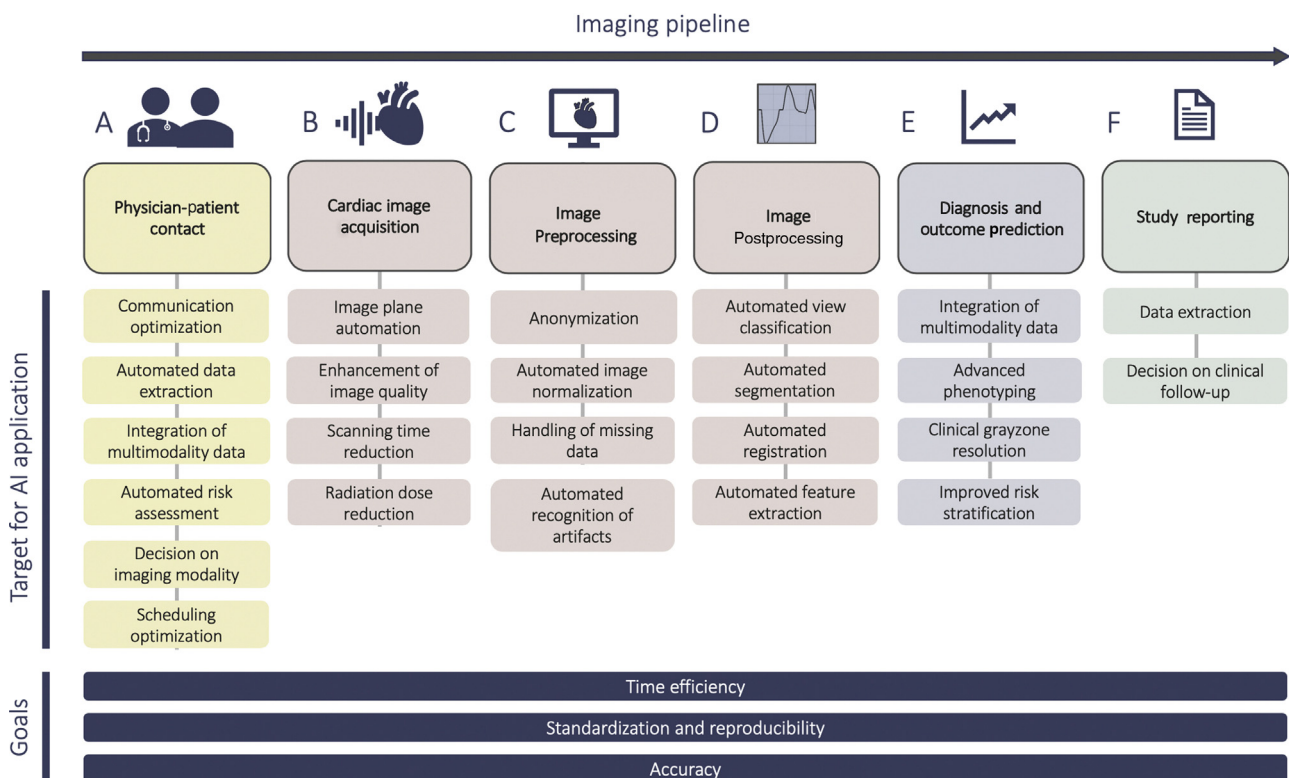 Imaging pipeline
A
B
C
D
E
F
Physician-patient
contact
Cardiac image
acquisition
Image
Preprocessing
Image
Postprocessing
Diagnosis and
outcome prediction
Study reporting
Target for AI application
Communication
optimization
Automated data
extraction
Integration of
multimodality data
Automated risk
assessment
Decision on
imaging modality
Scheduling
optimization
Image plane
automation
Enhancement of
image quality
Scanning time
reduction
Radiation dose
reduction
Anonymization
Automated image
normalization
Handling of missing
data
Automated
recognition of
artifacts
Automated view
classification
Automated
segmentation
Automated
registration
Automated feature
extraction
Integration of
multimodality data
Advanced
phenotyping
Clinical grayzone
resolution
Improved risk
stratification
Data extraction
Decision on clinical
follow-up
Goals
Time efficiency
Standardization and reproducibility
Accuracy